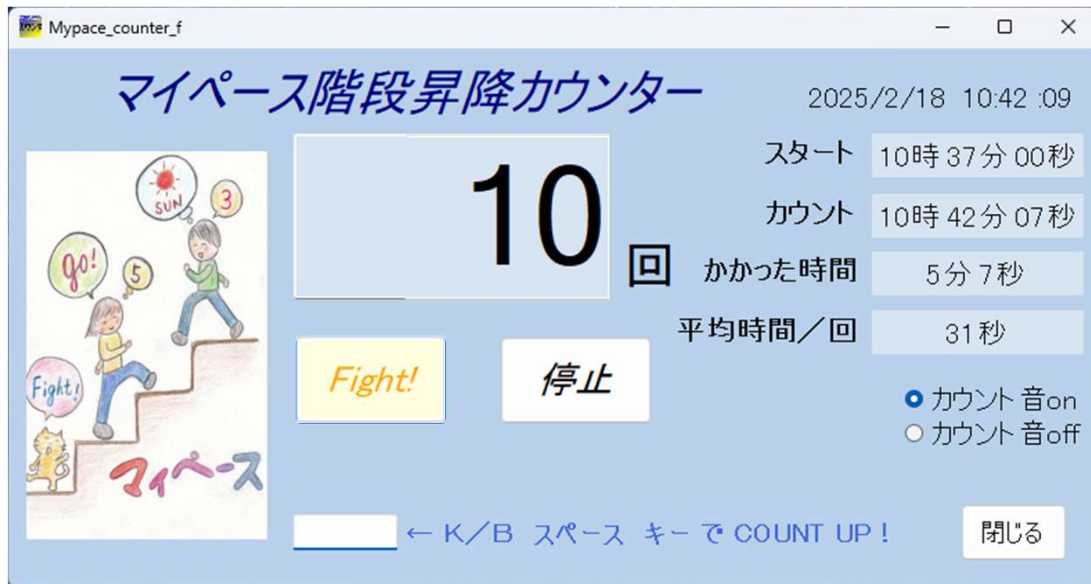 Mypace_counter_f
マイペース階段昇降カウンター
2025/2/18 10:42 :09
SUN
3
go!
5
Fight!
マイペース
10 回
スタート 10時 37分 00秒
カウント 10時 42分 07秒
かかった時間 5分 7秒
平均時間／回 31秒
Fight!
停止
カウント 音on
カウント 音off
← K／B スペース キーで COUNT UP！
閉じる